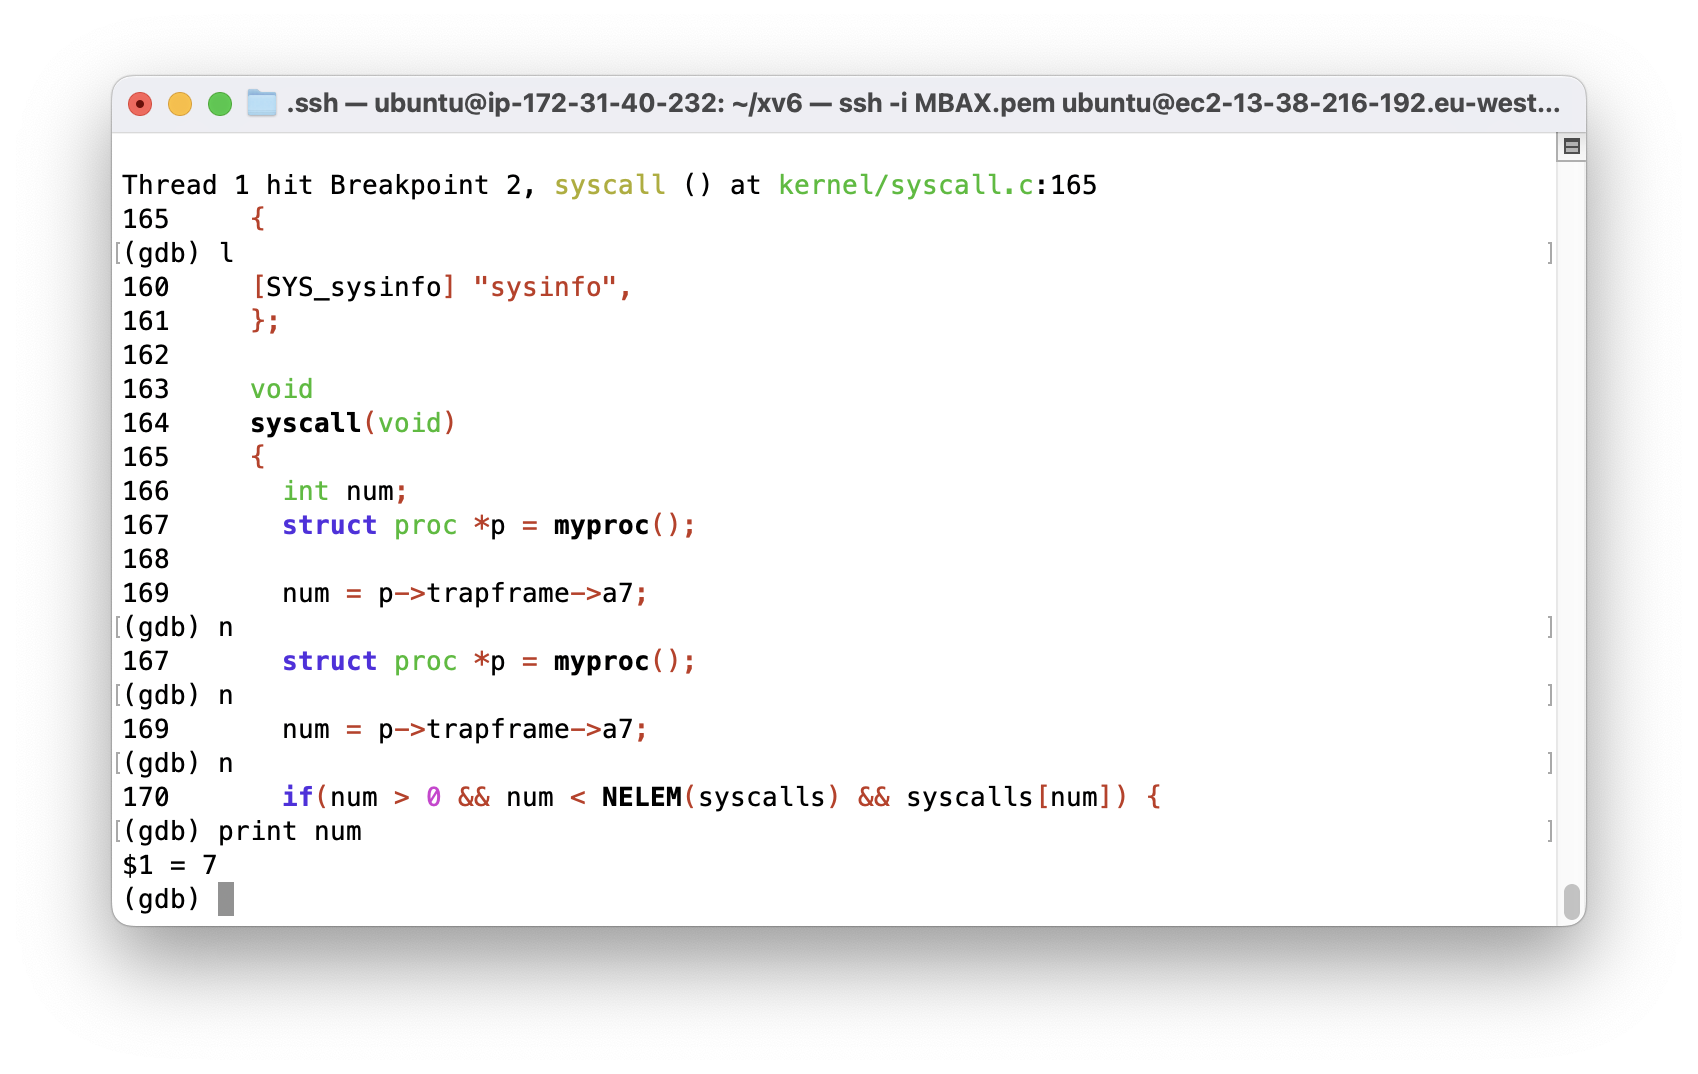 .ssh — ubuntu@ip-172-31-40-232: ~/xv6 — ssh -i MBAX.pem ubuntu@ec2-13-38-216-192.eu-west...
Thread 1 hit Breakpoint 2, syscall () at kernel/syscall.c:165
165     {
[(gdb) l ]
160     [SYS_sysinfo] "sysinfo",
161     };
162
163     void
164     syscall(void)
165     {
166       int num;
167       struct proc *p = myproc();
168
169       num = p->trapframe->a7;
[(gdb) n ]
167       struct proc *p = myproc();
[(gdb) n ]
169       num = p->trapframe->a7;
[(gdb) n ]
170       if(num > 0 && num < NELEM(syscalls) && syscalls[num]) {
[(gdb) print num ]
$1 = 7
(gdb)